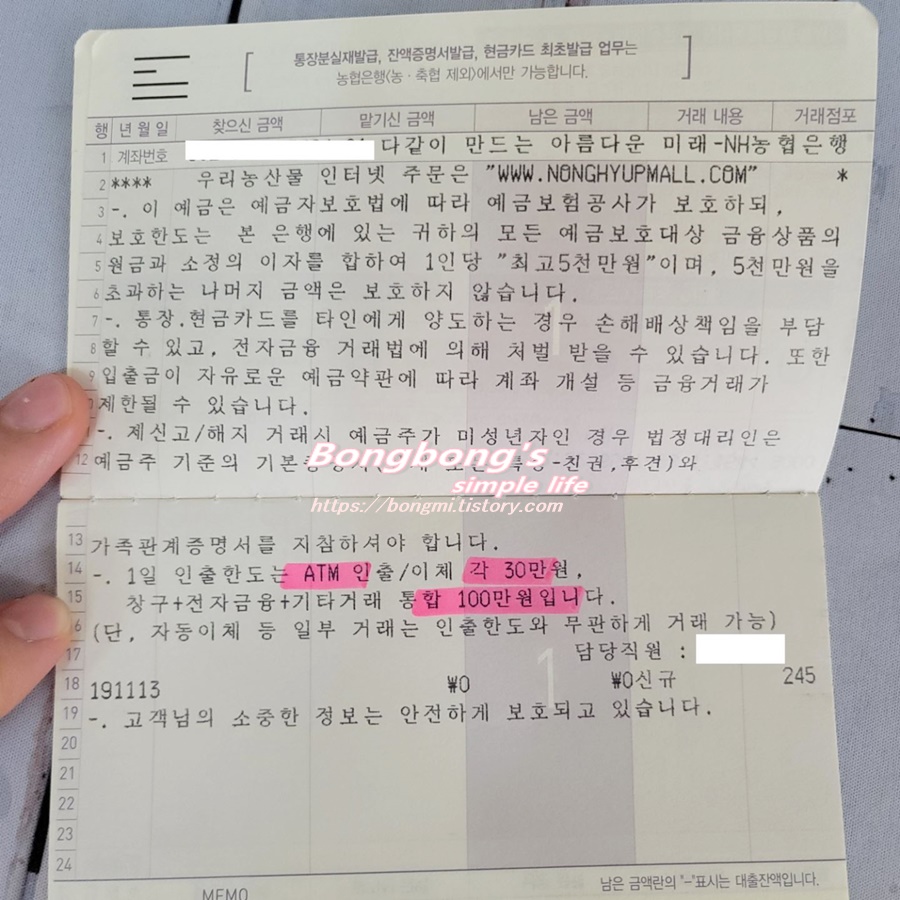 통장분실재발급, 잔액증명서발급, 현금카드 최초발급 업무는
농협은행(농·축협 제외)에서만 가능합니다.
행 년 월 일 찾으신 금액 맡기신 금액 남은 금액 거래 내용 거래점포
1 계좌번호 다같이 만드는 아름다운 미래-NH농협은행
2 **** 우리농산물 인터넷 주문은 "WWW.NONGHYUPMALL.COM" *
3 -. 이 예금은 예금자보호법에 따라 예금보험공사가 보호하되,
4 보호한도는 본 은행에 있는 귀하의 모든 예금보호대상 금융상품의
5 원금과 소정의 이자를 합하여 1인당 "최고5천만원"이며, 5천만원을
6 초과하는 나머지 금액은 보호하지 않습니다.
7 -. 통장.현금카드를 타인에게 양도하는 경우 손해배상책임을 부담
8 할 수 있고, 전자금융 거래법에 의해 처벌 받을 수 있습니다. 또한
9 입출금이 자유로운 예금약관에 따라 계좌 개설 등 금융거래가
제한될 수 있습니다.
-. 제신고/해지 거래시 예금주가 미성년자인 경우 법정대리인은
12 예금주 기준의 -친권,후견)와
Bongbong's
simple life
https://bongmi.tistory.com
13 가족관계증명서를 지참하셔야 합니다.
14 -. 1일 인출한도는 ATM 인출/이체 각 30만원,
15 창구+전자금융+기타거래 통합 100만원입니다.
(단, 자동이체 등 일부 거래는 인출한도와 무관하게 거래 가능)
17 담당직원 :
18 191113 ₩0 ₩0신규 245
19 -. 고객님의 소중한 정보는 안전하게 보호되고 있습니다.
20
21
22
23
24
남은 금액란의 "-"표시는 대출잔액입니다.
MEMO